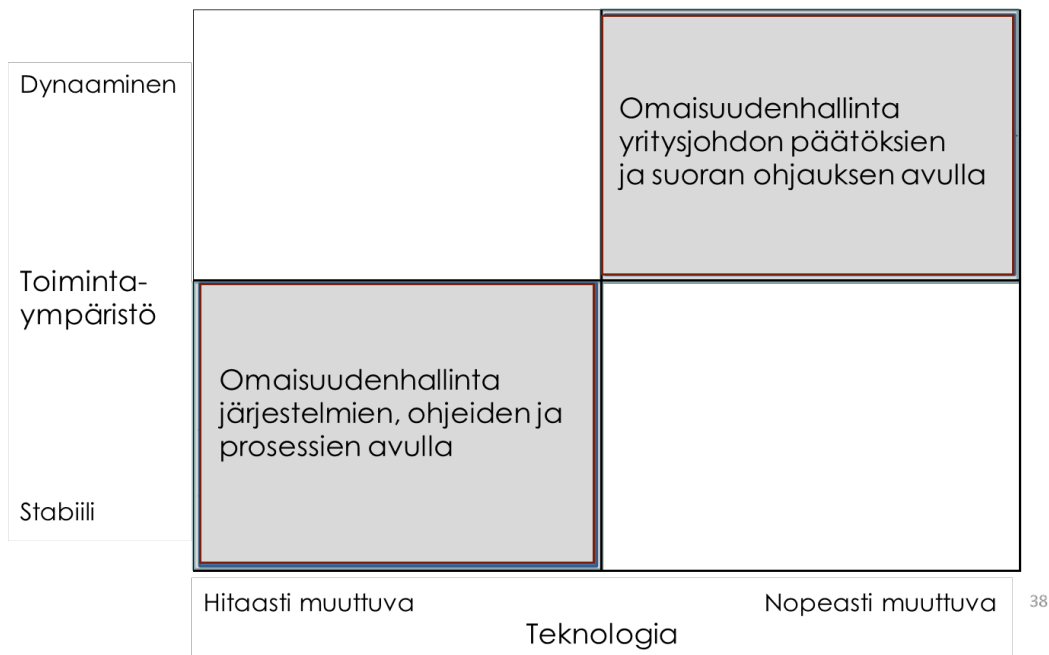 Dynaaminen
Omaisuudenhallinta
yritysjohdon päätöksien
ja suoran ohjauksen avulla
Toiminta-
ympäristö
Omaisuudenhallinta
järjestelmien, ohjeiden ja
prosessien avulla
Stabiili
Hitaasti muuttuva
Nopeasti muuttuva
38
Teknologia